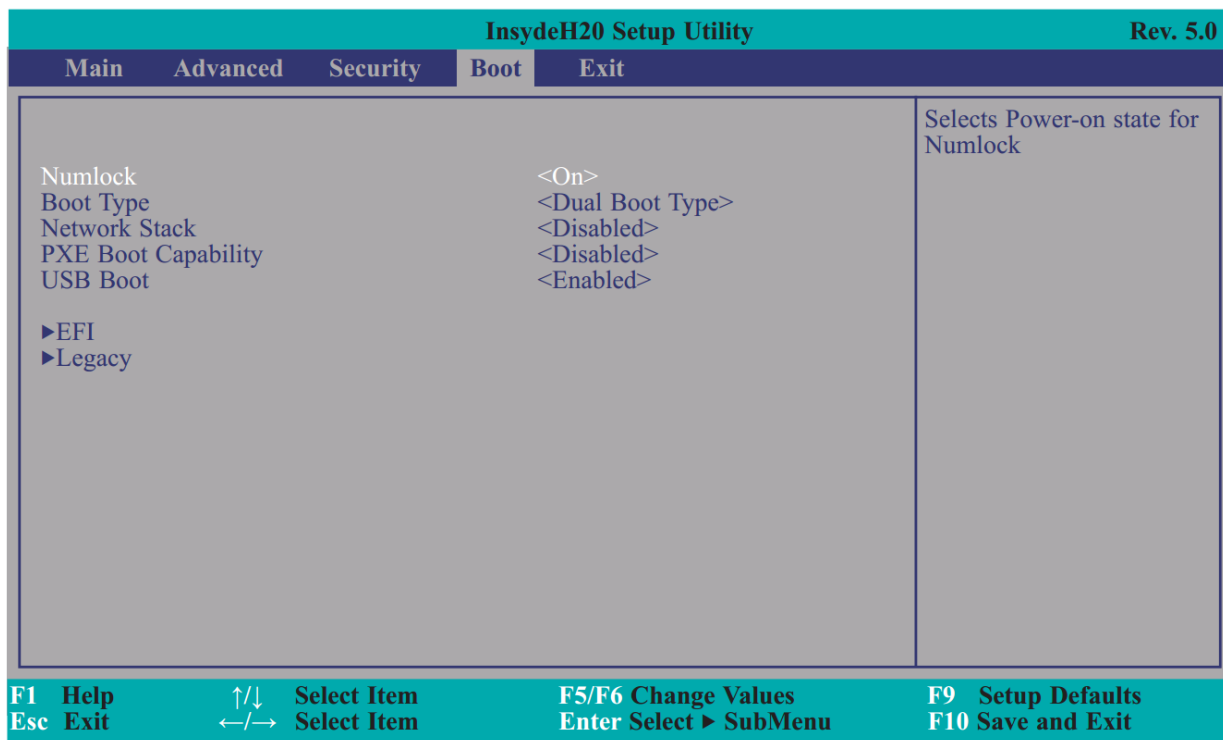 InsydeH20 Setup Utility Rev. 5.0
Main Advanced Security Boot Exit
Selects Power-on state for
Numlock
Numlock <On>
Boot Type <Dual Boot Type>
Network Stack <Disabled>
PXE Boot Capability <Disabled>
USB Boot <Enabled>
▶EFI
▶Legacy
F1 Help ↑/↓ Select Item F5/F6 Change Values F9 Setup Defaults
Esc Exit ←/→ Select Item Enter Select ▶ SubMenu F10 Save and Exit